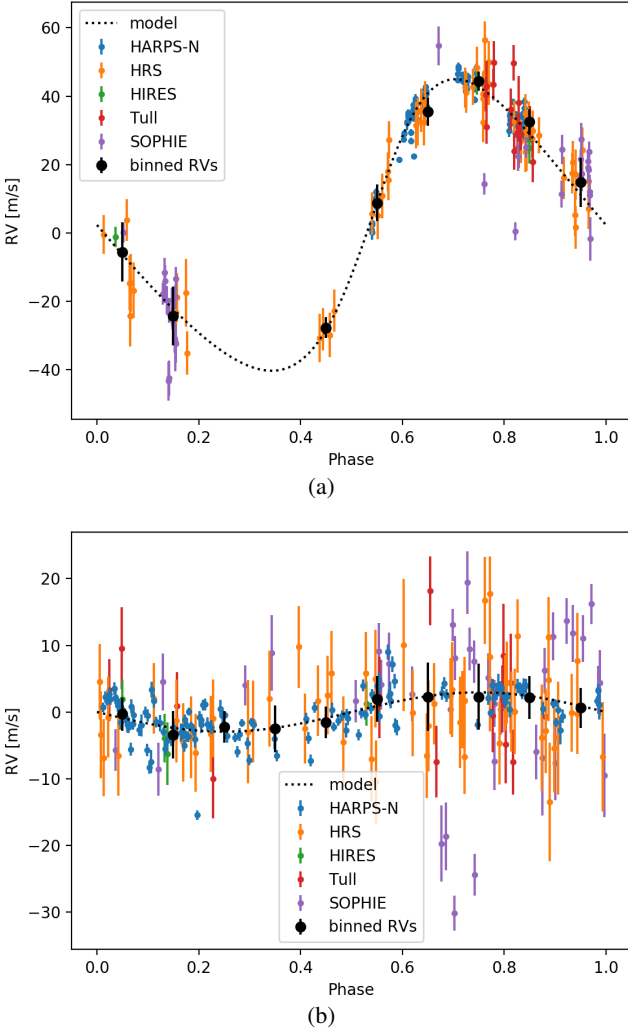 60
40
20
0
−20
−40
RV [m/s]
model
HARPS-N
HRS
HIRES
Tull
SOPHIE
binned RVs
0.0 0.2 0.4 0.6 0.8 1.0
Phase
(a)
20
10
0
−10
−20
−30
RV [m/s]
model
HARPS-N
HRS
HIRES
Tull
SOPHIE
binned RVs
0.0 0.2 0.4 0.6 0.8 1.0
Phase
(b)